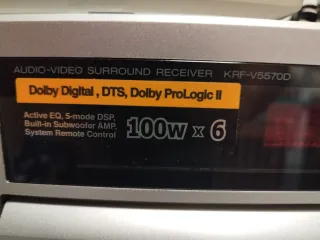 AUDIO-VIDEO SURROUND RECEIVER KRF-V5570D
Dolby Digital , DTS, Dolby ProLogic II
Active EQ, 5-mode DSP,
Built-in Subwoofer AMP,
System Remote Control
100W x 6